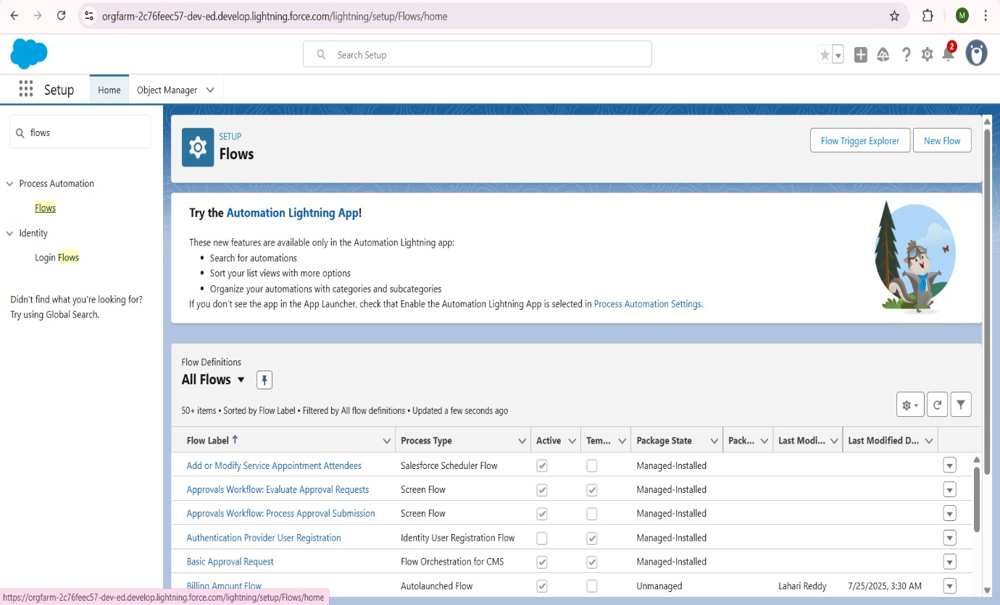 orgfarm-2c76feec57-dev-ed.develop.lightning.force.com/lightning/setup/Flows/home
M
Search Setup
2
Setup
Home
Object Manager
flows
Process Automation
Flows
Identity
Login Flows
Didn't find what you're looking for?
Try using Global Search.
SETUP
Flows
Flow Trigger Explorer
New Flow
Try the Automation Lightning App!
These new features are available only in the Automation Lightning app:
• Search for automations
• Sort your list views with more options
• Organize your automations with categories and subcategories
If you don't see the app in the App Launcher, check that Enable the Automation Lightning App is selected in Process Automation Settings.
Flow Definitions
All Flows
50+ items • Sorted by Flow Label • Filtered by All flow definitions • Updated a few seconds ago
Flow Label ↑ Process Type Active Tem... Package State Pack... Last Modi... Last Modified D...
Add or Modify Service Appointment Attendees Salesforce Scheduler Flow Managed-Installed
Approvals Workflow: Evaluate Approval Requests Screen Flow Managed-Installed
Approvals Workflow: Process Approval Submission Screen Flow Managed-Installed
Authentication Provider User Registration Identity User Registration Flow Managed-Installed
Basic Approval Request Flow Orchestration for CMS Managed-Installed
Billing Amount Flow Autolaunched Flow Unmanaged Lahari Reddy 7/25/2025, 3:30 AM
https://orgfarm-2c76feec57-dev-ed.develop.lightning.force.com/lightning/setup/Flows/home